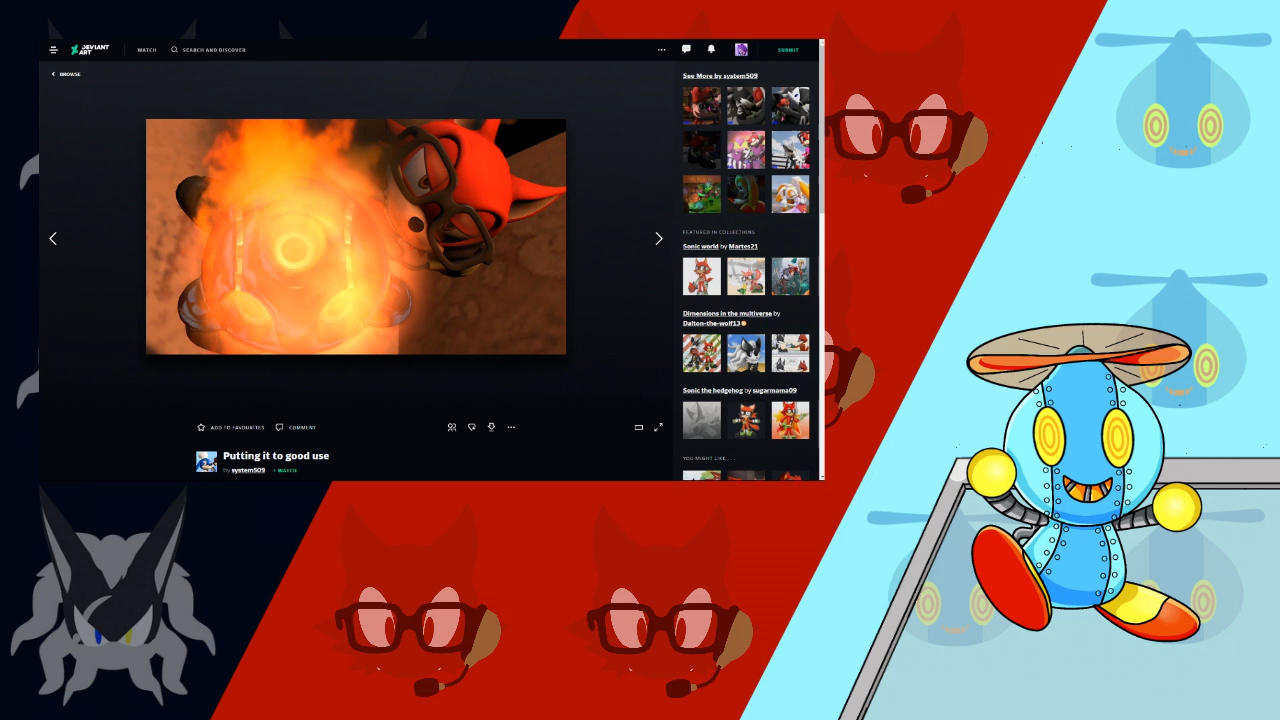 DEVIANT ART
WATCH
SEARCH AND DISCOVER
SUBMIT
BROWSE
See More by system509
FEATURED IN COLLECTIONS
Sonic world by Martes21
Dimensions in the multiverse by
Dalton-the-wolf13
Sonic the hedgehog by sugarmama09
YOU MIGHT LIKE . . .
ADD TO FAVOURITES
COMMENT
Putting it to good use
by system509 + WATCH